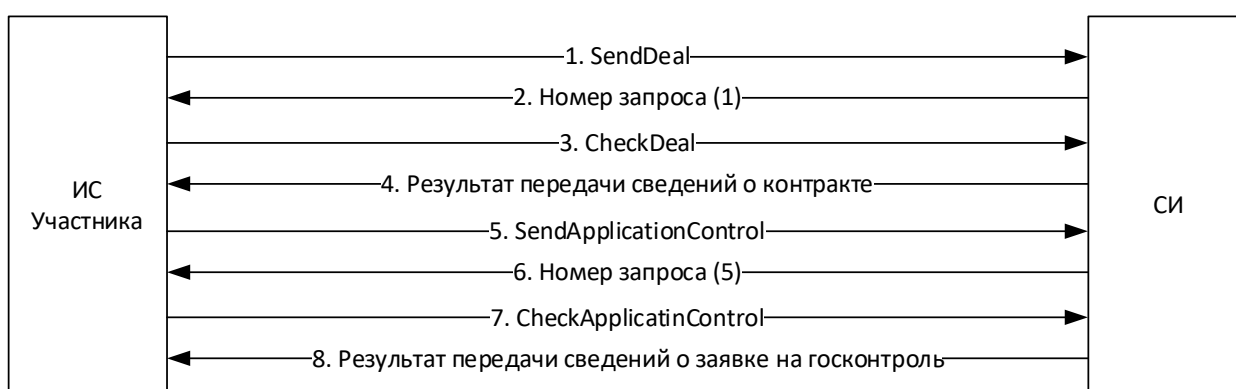 ИС
Участника
1. SendDeal
2. Номер запроса (1)
3. CheckDeal
4. Результат передачи сведений о контракте
5. SendApplicationControl
6. Номер запроса (5)
7. CheckApplicatinControl
8. Результат передачи сведений о заявке на госконтроль
СИ